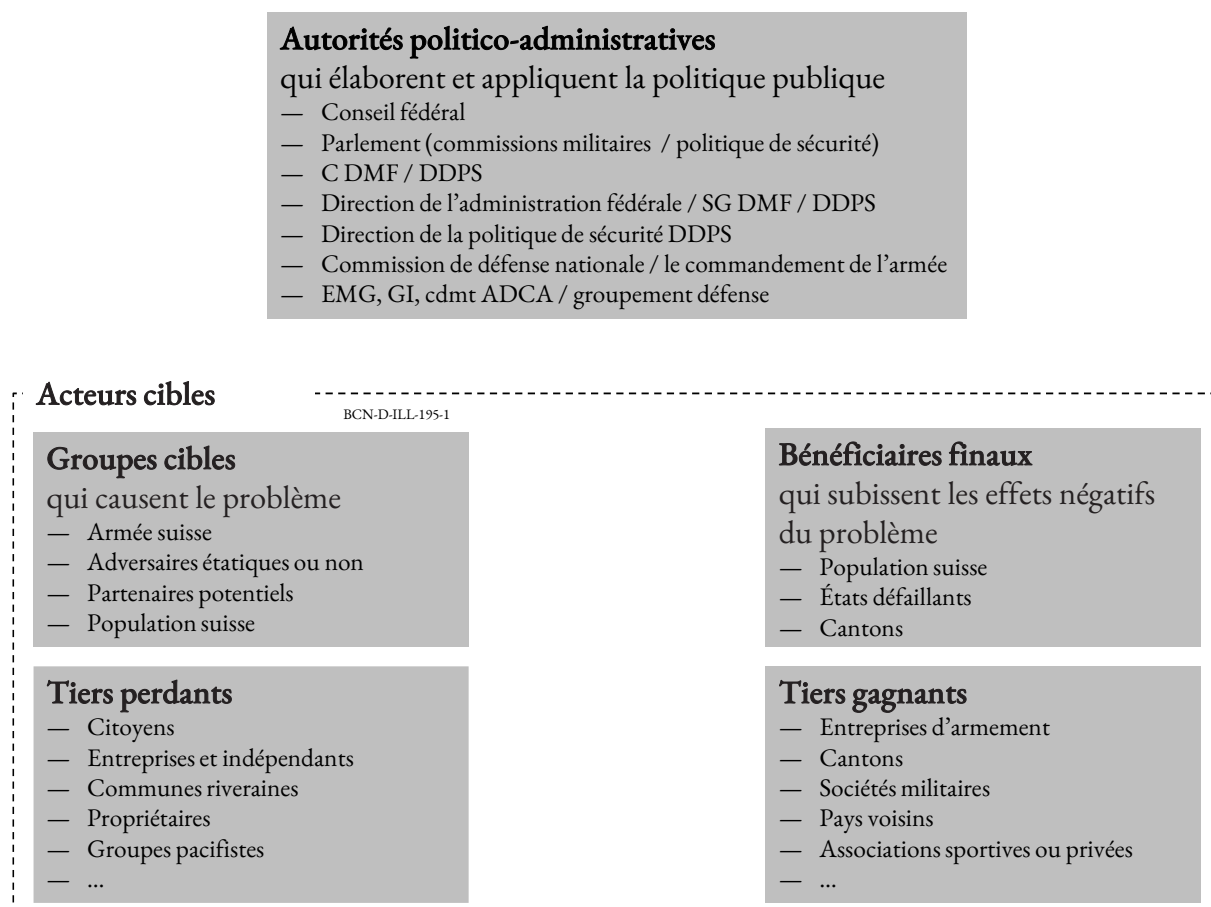 Autorités politico-administratives
qui élaborent et appliquent la politique publique
— Conseil fédéral
— Parlement (commissions militaires / politique de sécurité)
— C DMF / DDPS
— Direction de l’administration fédérale / SG DMF / DDPS
— Direction de la politique de sécurité DDPS
— Commission de défense nationale / le commandement de l’armée
— EMG, GI, cdmt ADCA / groupement défense
Acteurs cibles
BCN-D-ILL-195-1
Groupes cibles
qui causent le problème
— Armée suisse
— Adversaires étatiques ou non
— Partenaires potentiels
— Population suisse
Bénéficiaires finaux
qui subissent les effets négatifs
du problème
— Population suisse
— États défaillants
— Cantons
Tiers perdants
— Citoyens
— Entreprises et indépendants
— Communes riveraines
— Propriétaires
— Groupes pacifistes
— ...
Tiers gagnants
— Entreprises d’armement
— Cantons
— Sociétés militaires
— Pays voisins
— Associations sportives ou privées
— ...